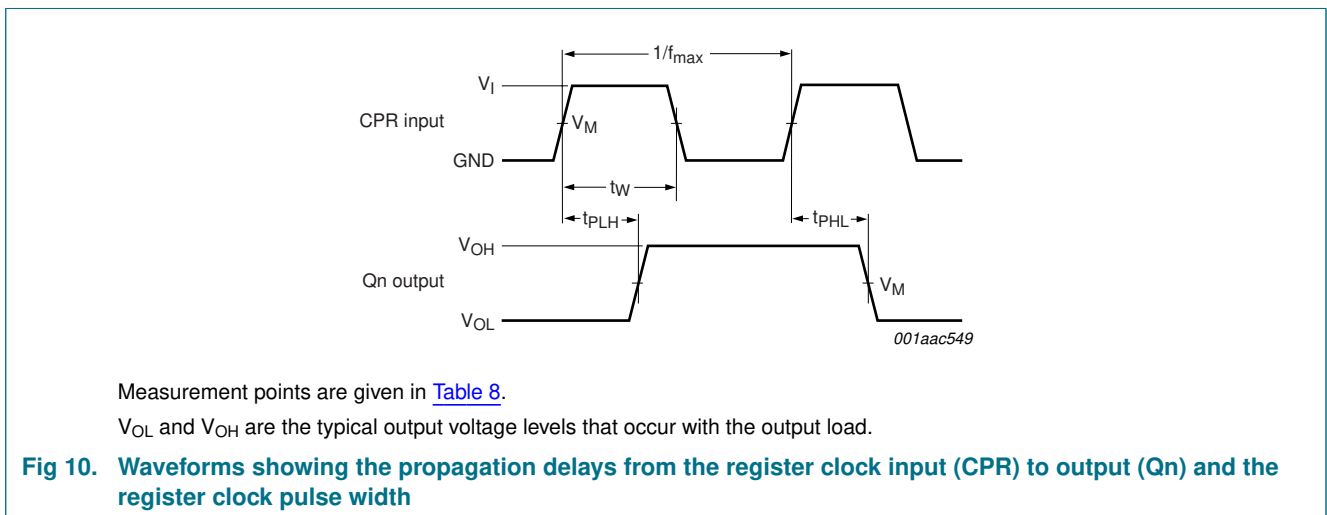 1/fmax
VI
CPR input
VM
GND
tW
tPLH
tPHL
VOH
Qn output
VM
VOL
001aac549
Measurement points are given in Table 8.
VOL and VOH are the typical output voltage levels that occur with the output load.
Fig 10. Waveforms showing the propagation delays from the register clock input (CPR) to output (Qn) and the
register clock pulse width